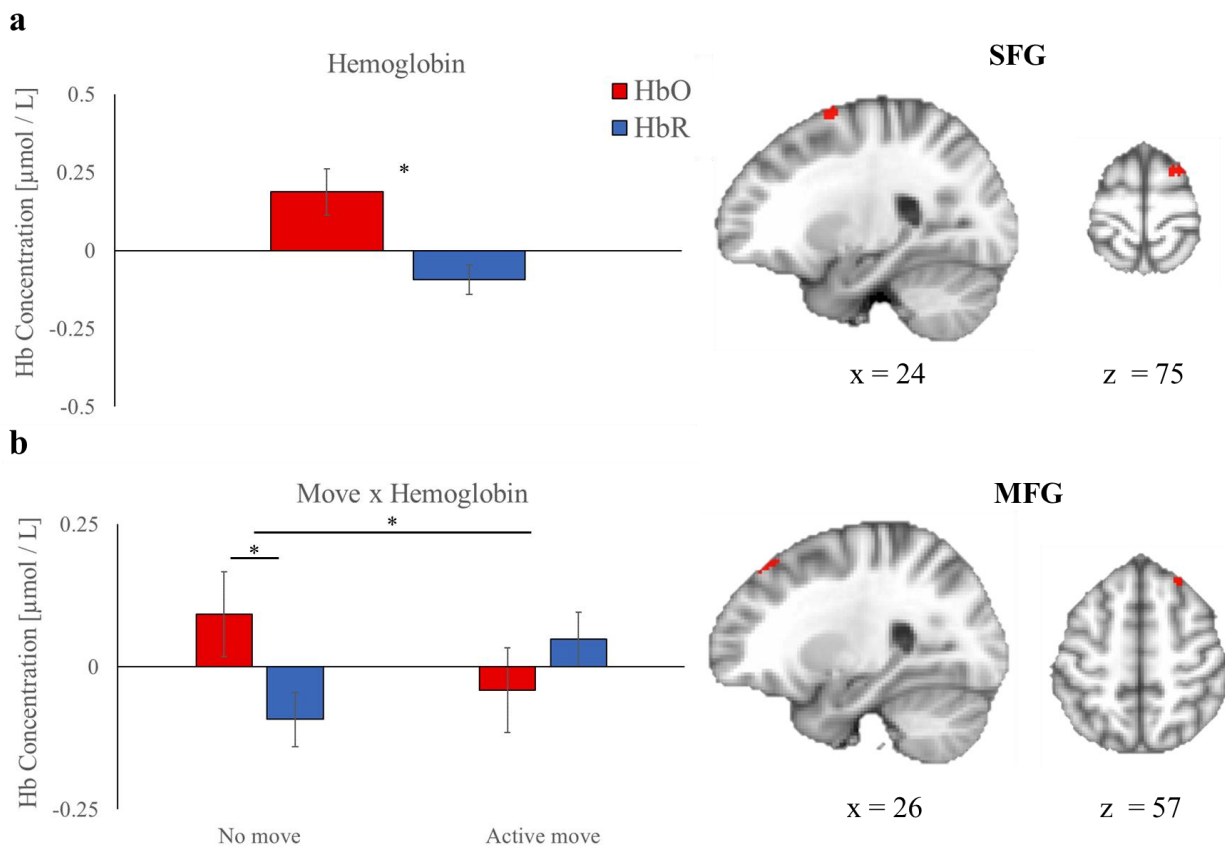 a
Hemoglobin
SFG
HbO
HbR
Hb Concentration [µmol / L]
0.5
0.25
0
-0.25
-0.5
*
x = 24
z = 75
b
Move x Hemoglobin
MFG
Hb Concentration [µmol / L]
0.25
0
-0.25
*
*
No move
Active move
x = 26
z = 57